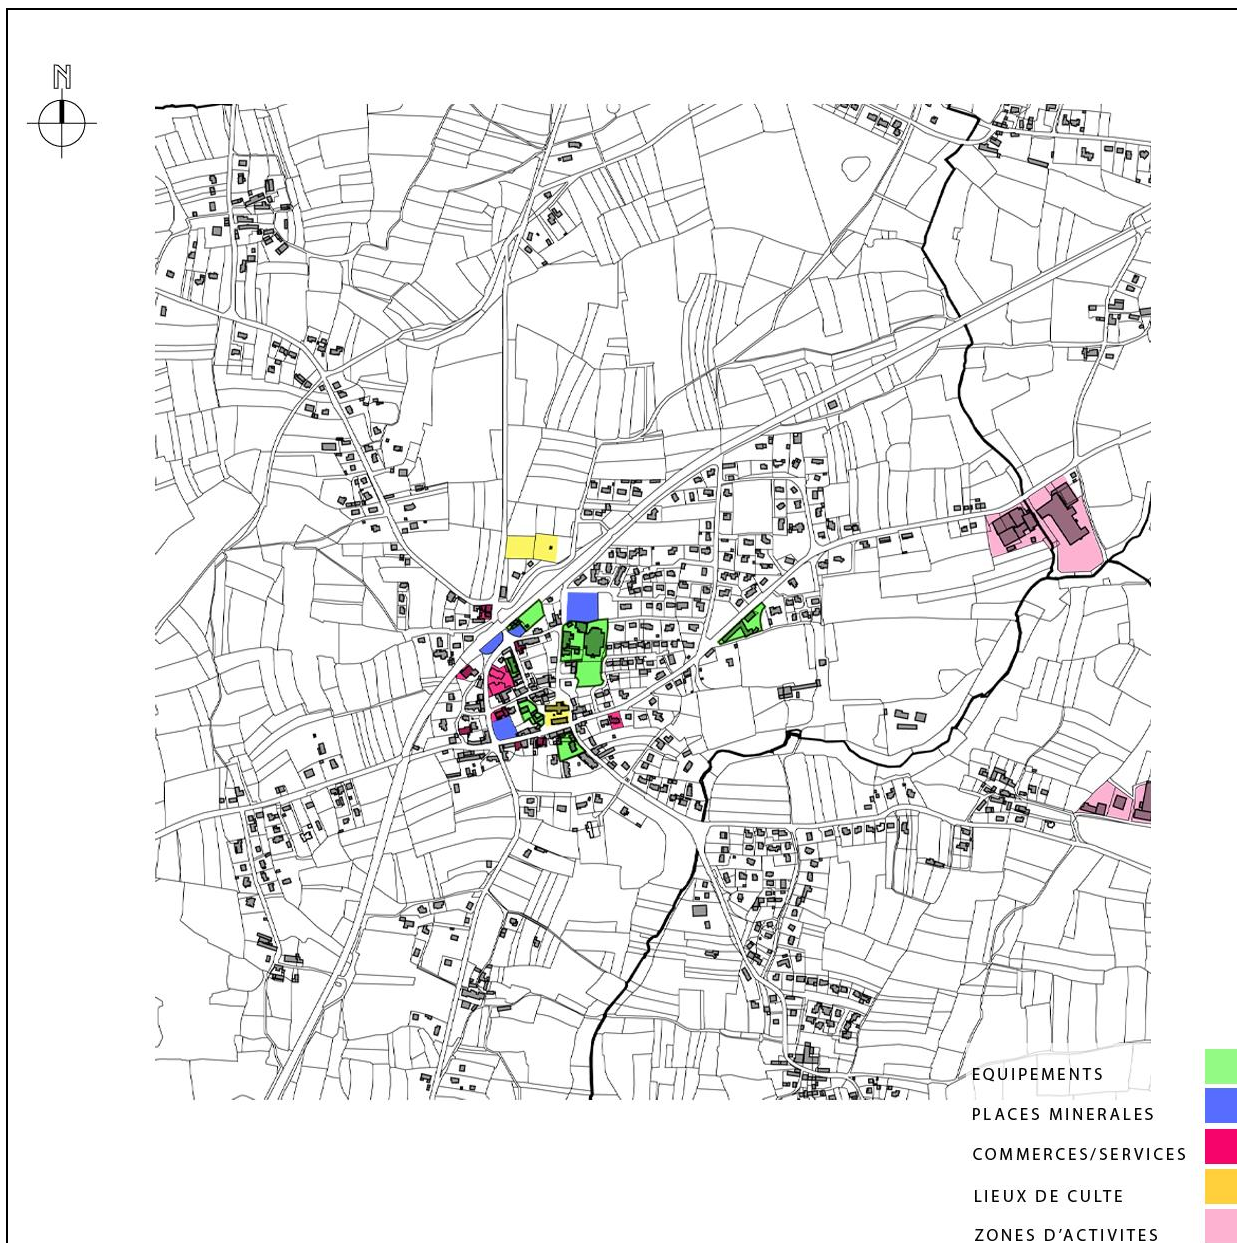 N
EQUIPEMENTS
PLACES MINERALES
COMMERCES/SERVICES
LIEUX DE CULTE
ZONES D'ACTIVITES